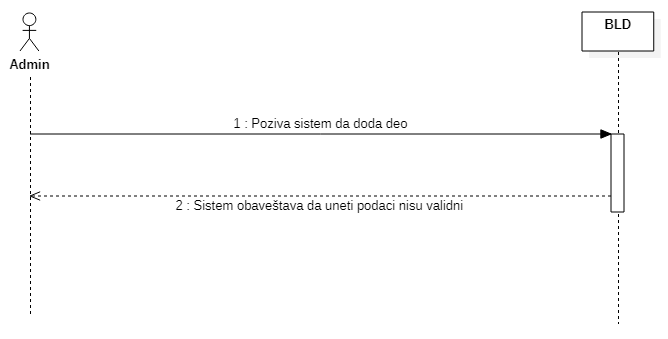 BLD
Admin
1 : Poziva sistem da doda deo
2 : Sistem obaveštava da uneti podaci nisu validni